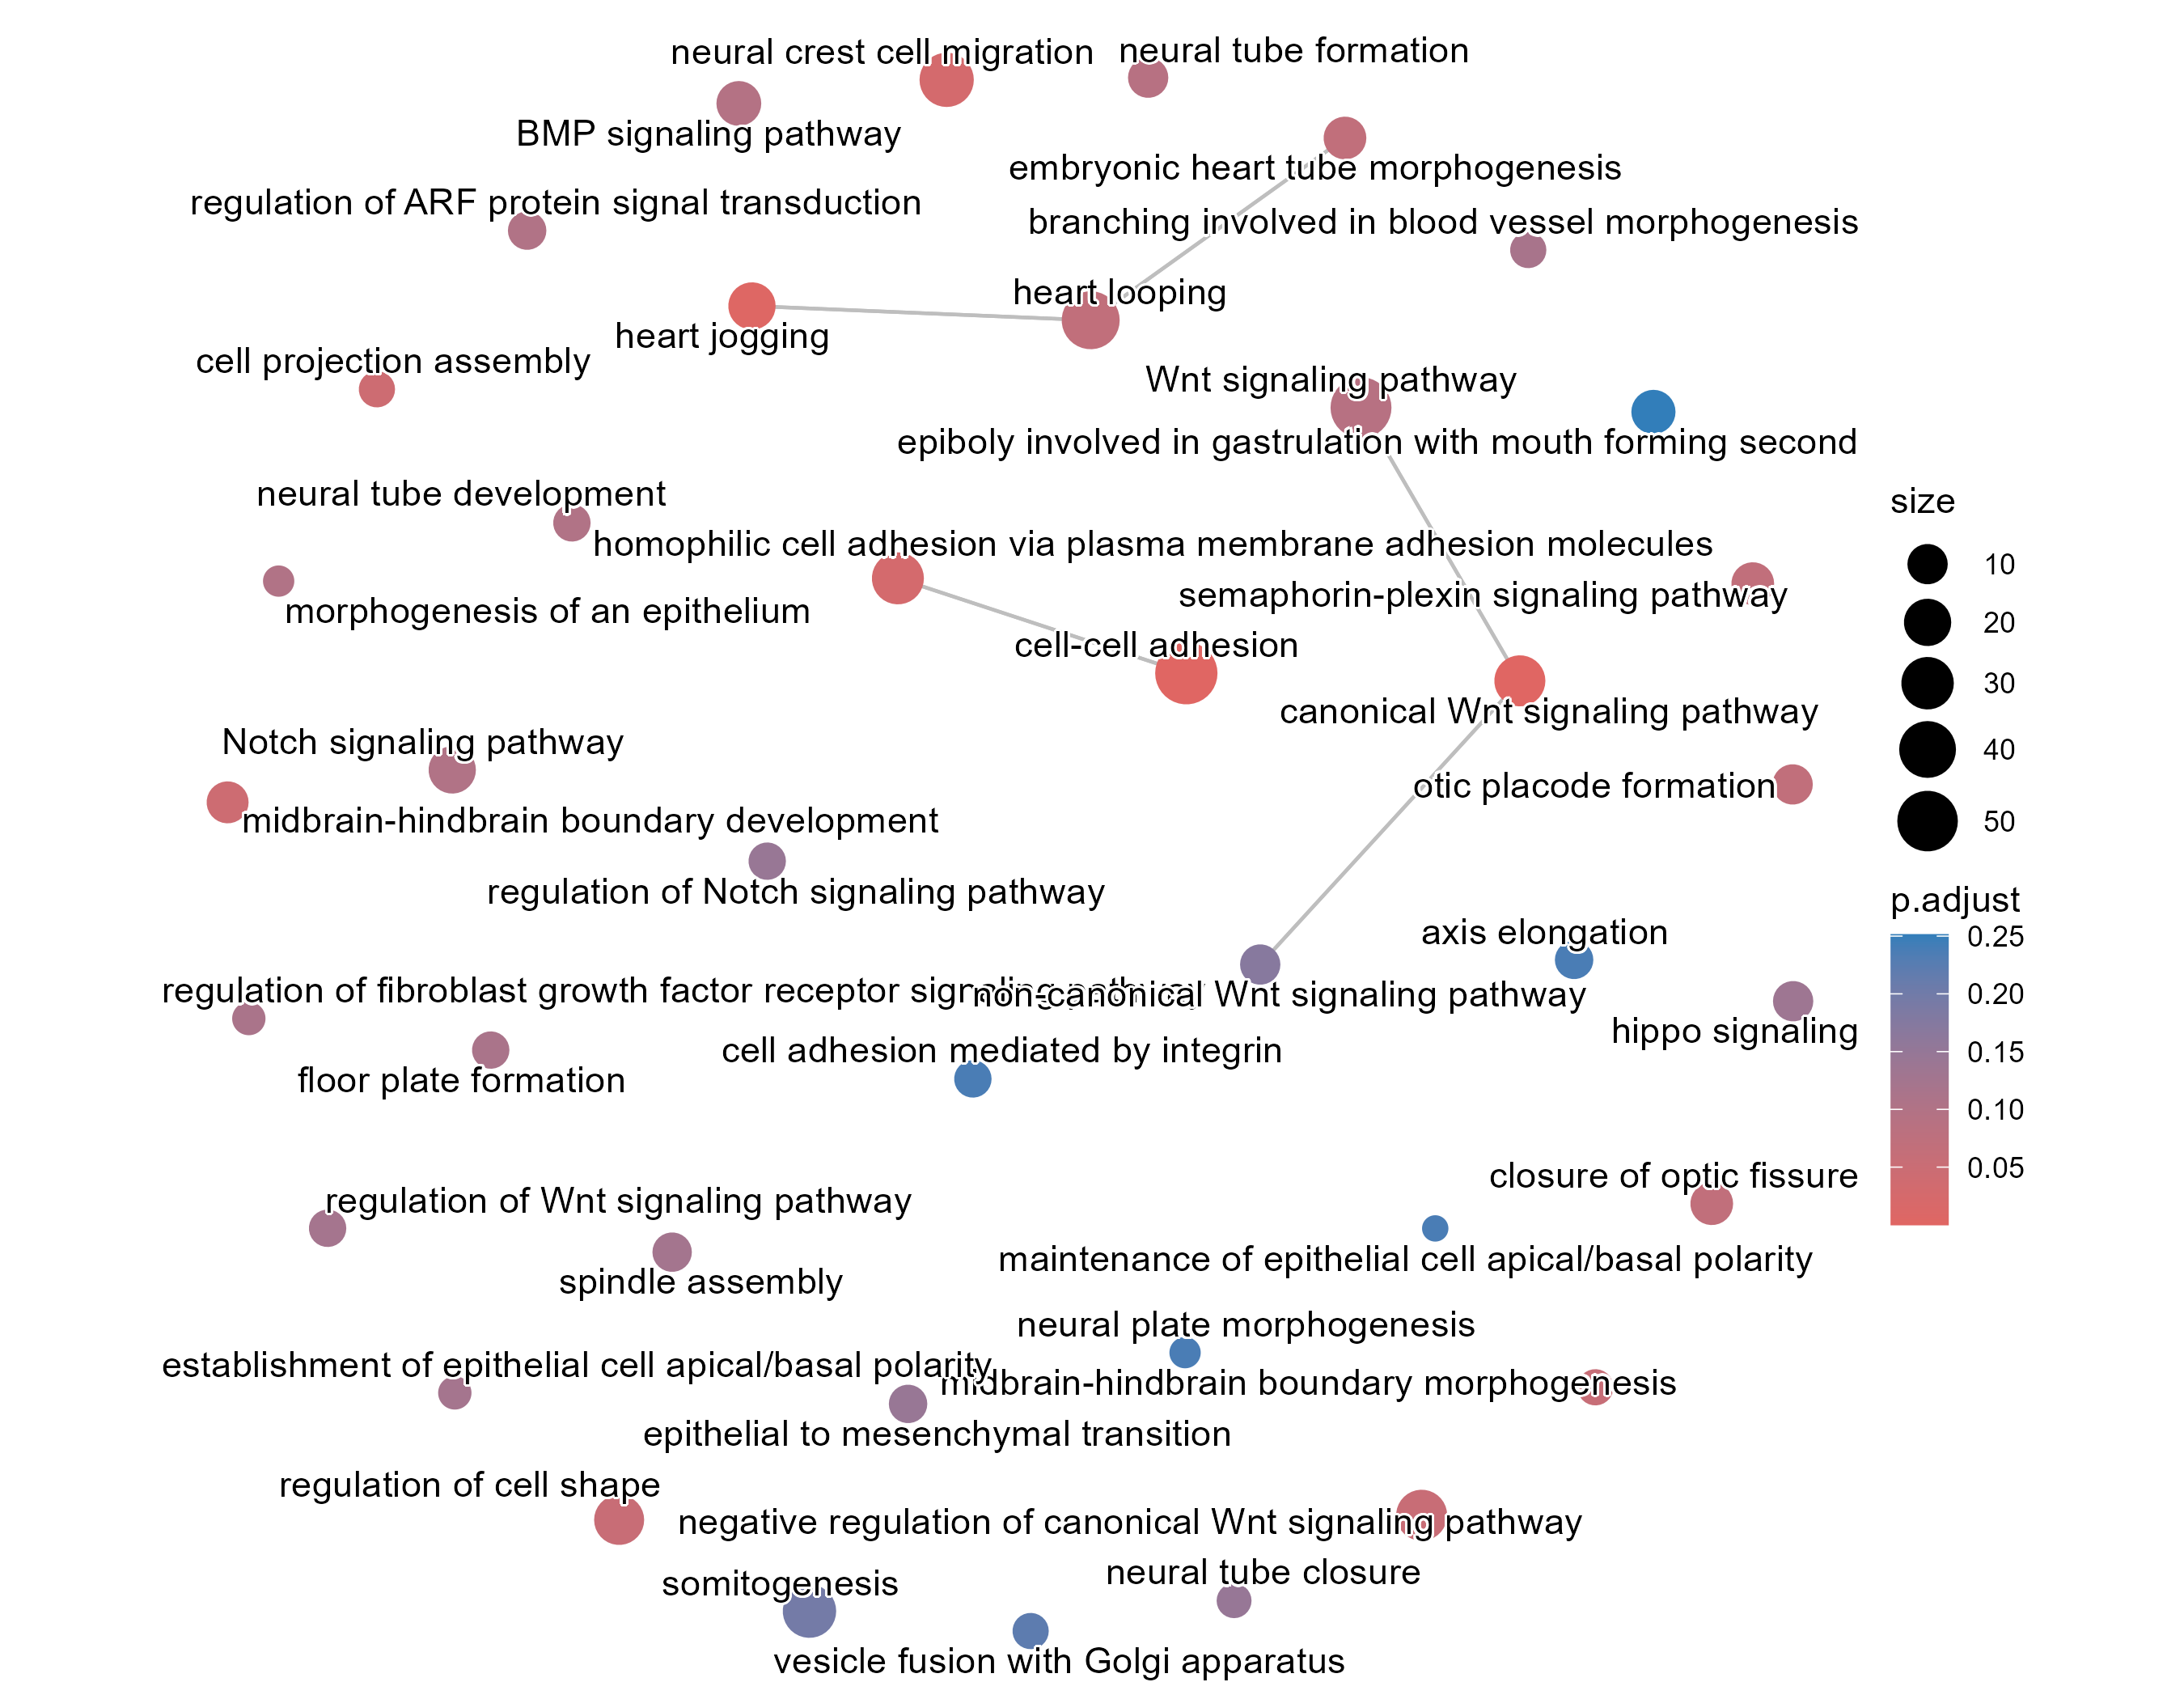 neural crest cell migration
neural tube formation
BMP signaling pathway
embryonic heart tube morphogenesis
regulation of ARF protein signal transduction
branching involved in blood vessel morphogenesis
heart looping
heart jogging
cell projection assembly
Wnt signaling pathway
epiboly involved in gastrulation with mouth forming second
neural tube development
homophilic cell adhesion via plasma membrane adhesion molecules
semaphorin-plexin signaling pathway
morphogenesis of an epithelium
cell-cell adhesion
canonical Wnt signaling pathway
Notch signaling pathway
otic placode formation
midbrain-hindbrain boundary development
regulation of Notch signaling pathway
axis elongation
regulation of fibroblast growth factor receptor signaling pathway
non-canonical Wnt signaling pathway
hippo signaling
cell adhesion mediated by integrin
floor plate formation
closure of optic fissure
regulation of Wnt signaling pathway
maintenance of epithelial cell apical/basal polarity
spindle assembly
neural plate morphogenesis
establishment of epithelial cell apical/basal polarity
midbrain-hindbrain boundary morphogenesis
epithelial to mesenchymal transition
regulation of cell shape
negative regulation of canonical Wnt signaling pathway
neural tube closure
somitogenesis
vesicle fusion with Golgi apparatus
size
10
20
30
40
50
p.adjust
0.25
0.20
0.15
0.10
0.05